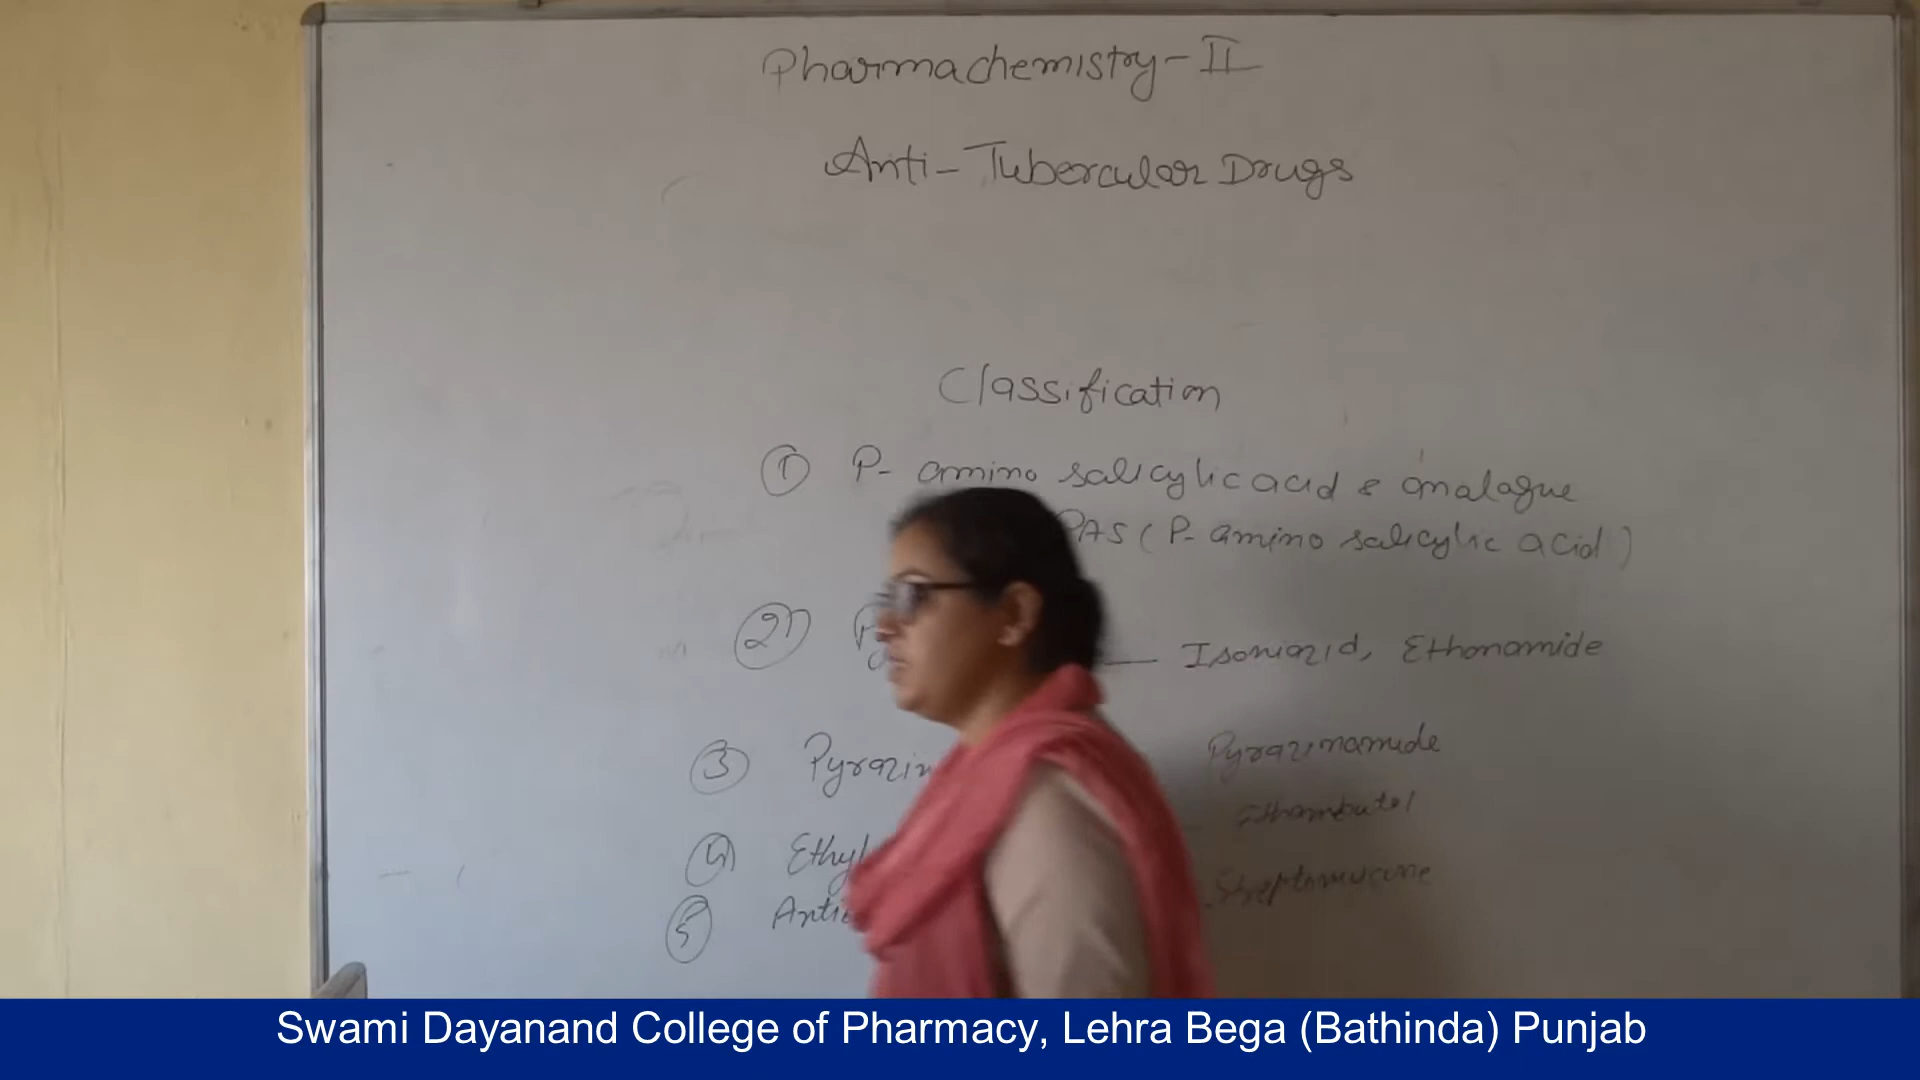 Pharmachemistry - II
Anti - Tubercular Drugs
Classification
① P- amino salicylic acid & analogue
PAS ( P- amino salicylic acid )
② — Isoniazid, Ethonamide
③ Pyrazin Pyrazinamide
④ Ethyl Ethambutol
⑤ Anti Streptomycine
Swami Dayanand College of Pharmacy, Lehra Bega (Bathinda) Punjab